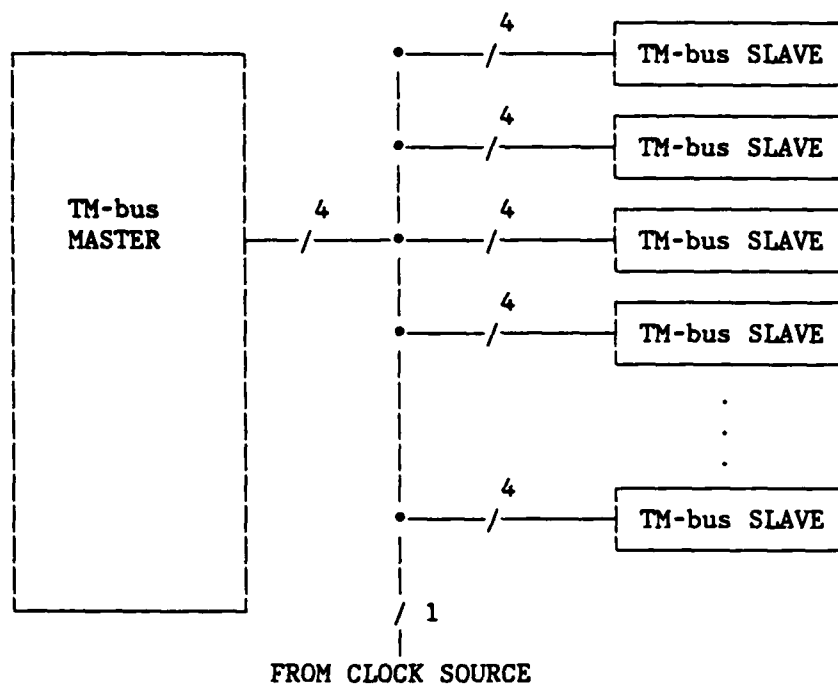 4
TM-bus SLAVE
4
TM-bus SLAVE
TM-bus
MASTER
4
4
TM-bus SLAVE
4
TM-bus SLAVE
4
TM-bus SLAVE
1
FROM CLOCK SOURCE